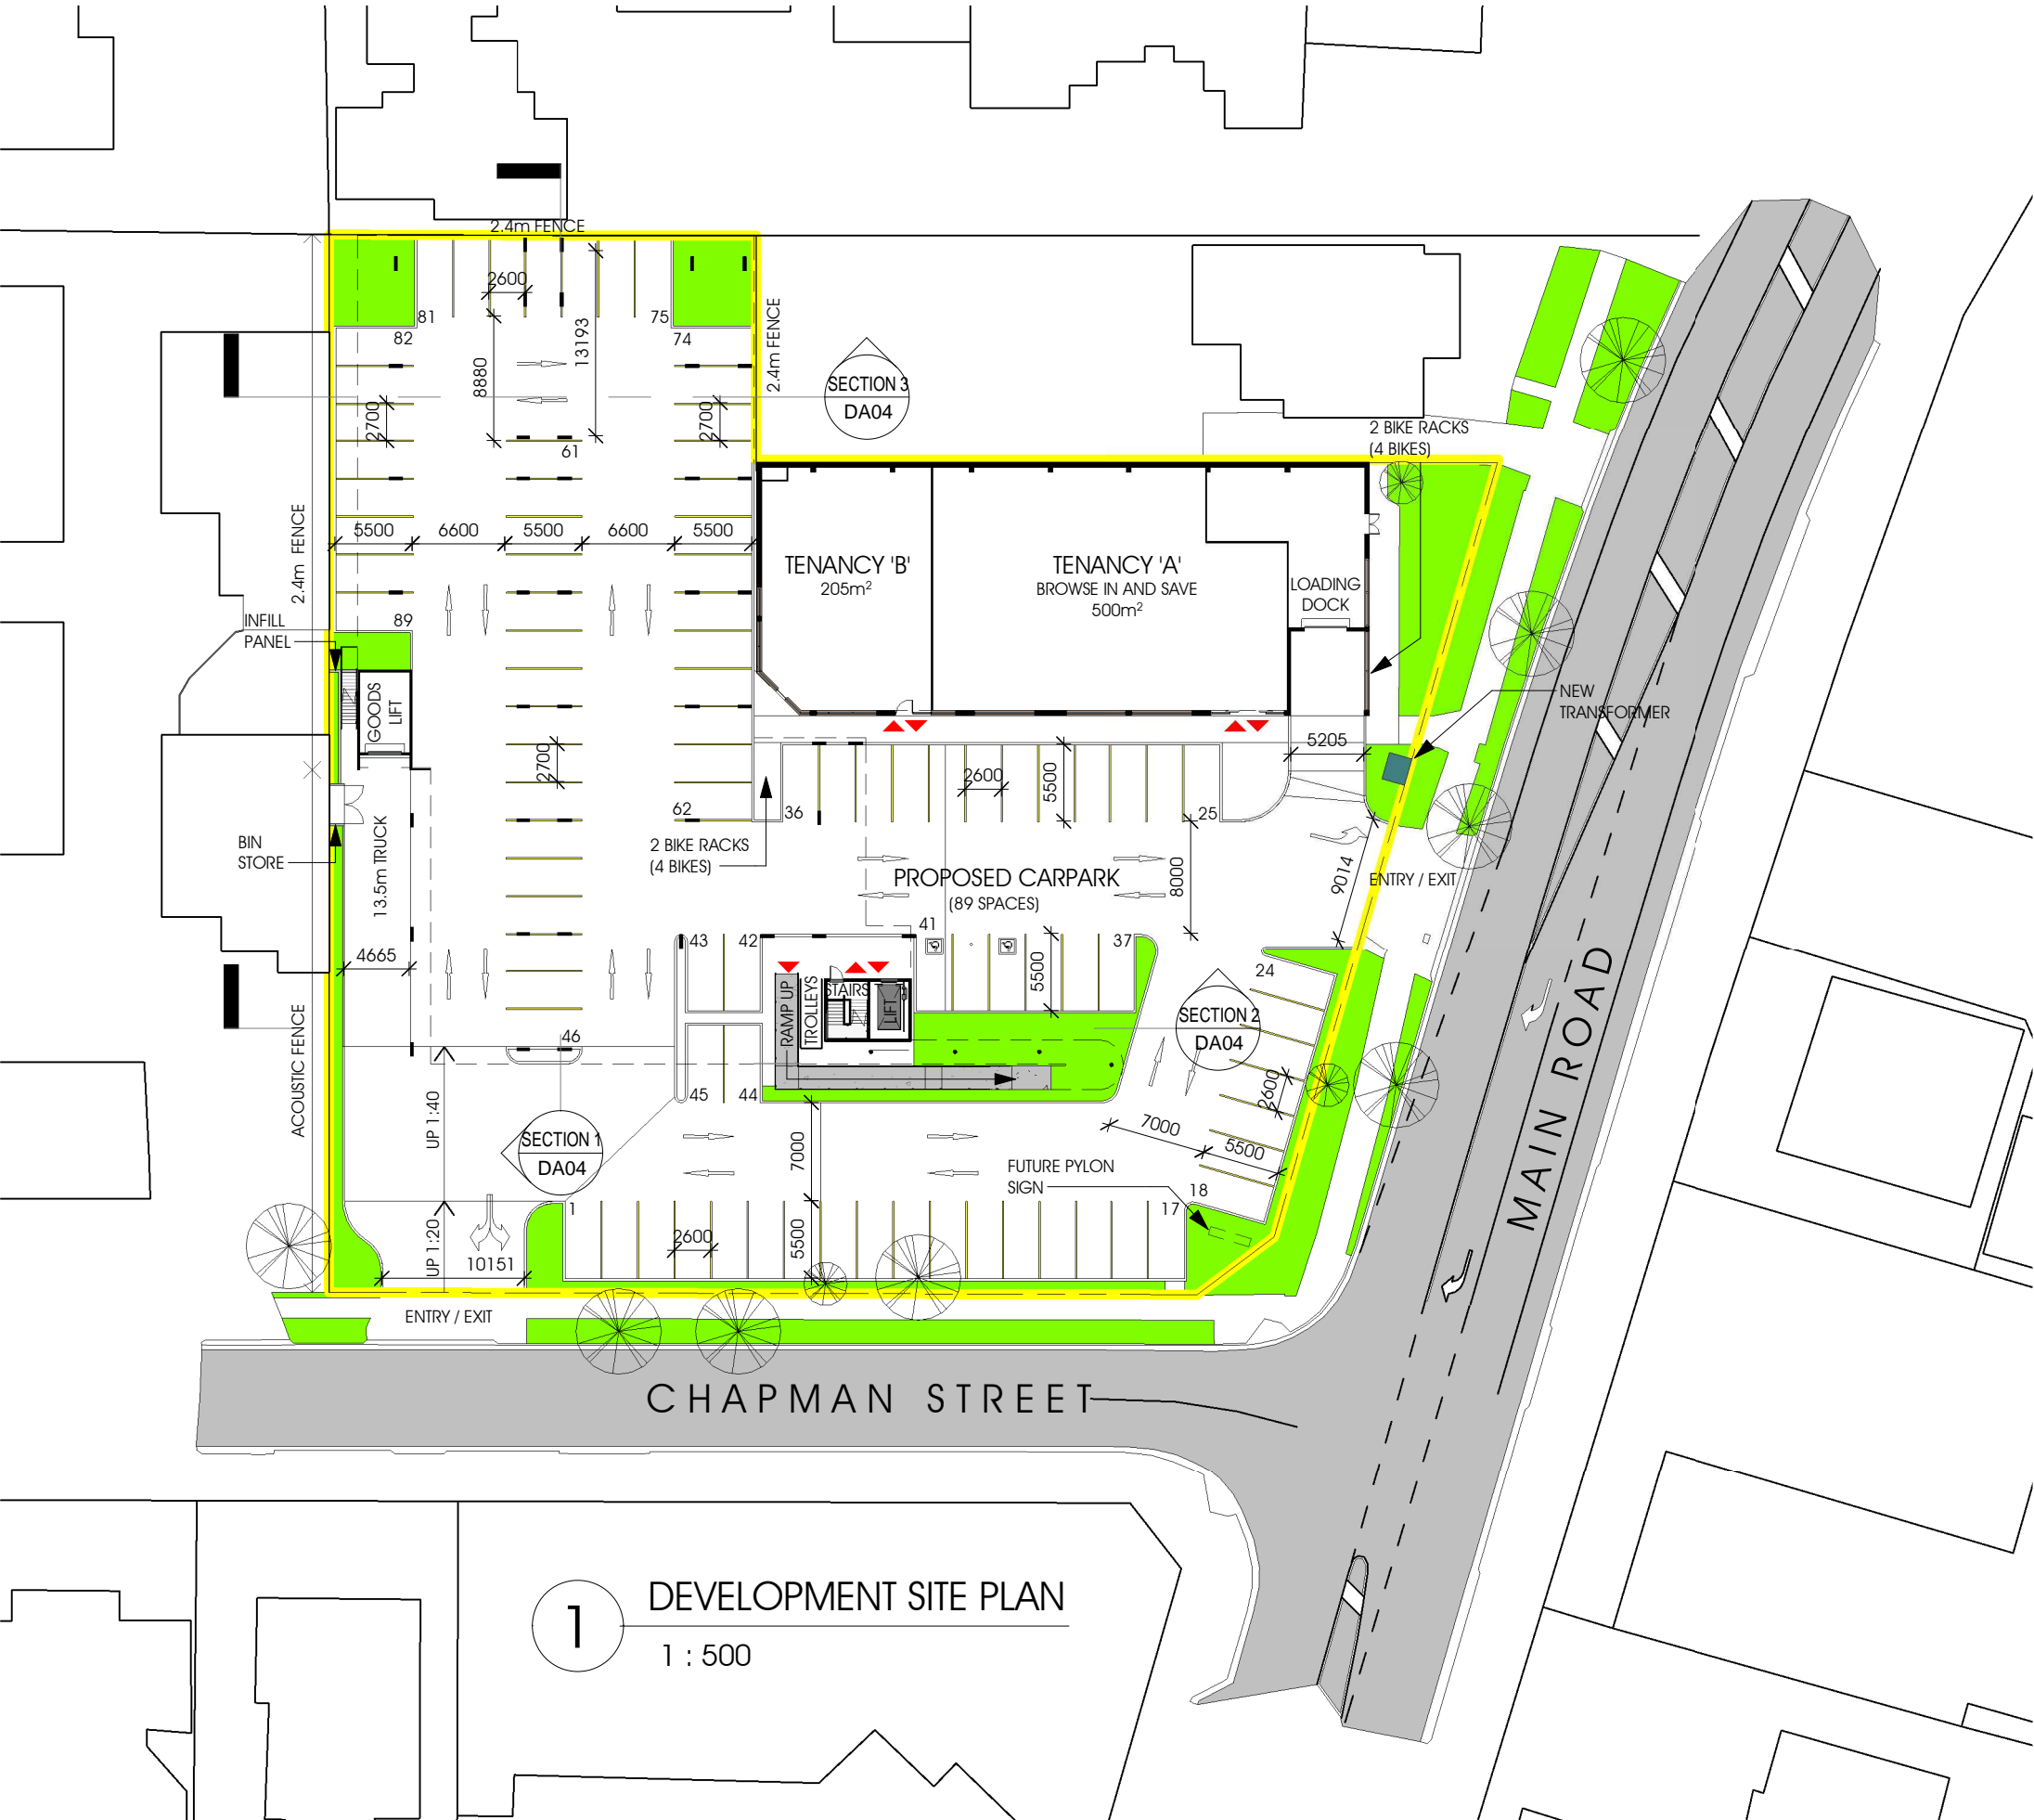 2.4m FENCE
2600
81
75
82
74
13193
8880
2.4m FENCE
SECTION 3
DA04
2700
2700
61
2 BIKE RACKS
(4 BIKES)
2.4m FENCE
5500
6600
5500
6600
5500
TENANCY 'B'
205m²
TENANCY 'A'
BROWSE IN AND SAVE
500m²
LOADING
DOCK
INFILL
PANEL
89
GOODS
LIFT
NEW
TRANSFORMER
5205
2700
2600
5500
62
36
25
BIN
STORE
13.5m TRUCK
2 BIKE RACKS
(4 BIKES)
PROPOSED CARPARK
(89 SPACES)
8000
9014
ENTRY / EXIT
4665
43
42
41
37
5500
24
RAMP UP
TROLLEYS
STAIRS
LIFT
SECTION 2
DA04
46
ACOUSTIC FENCE
45
44
2600
UP 1:40
SECTION 1
DA04
7000
7000
5500
FUTURE PYLON
SIGN
18
1
17
UP 1:20
10151
2600
5500
ENTRY / EXIT
MAIN ROAD
CHAPMAN STREET
1
DEVELOPMENT SITE PLAN
1 : 500